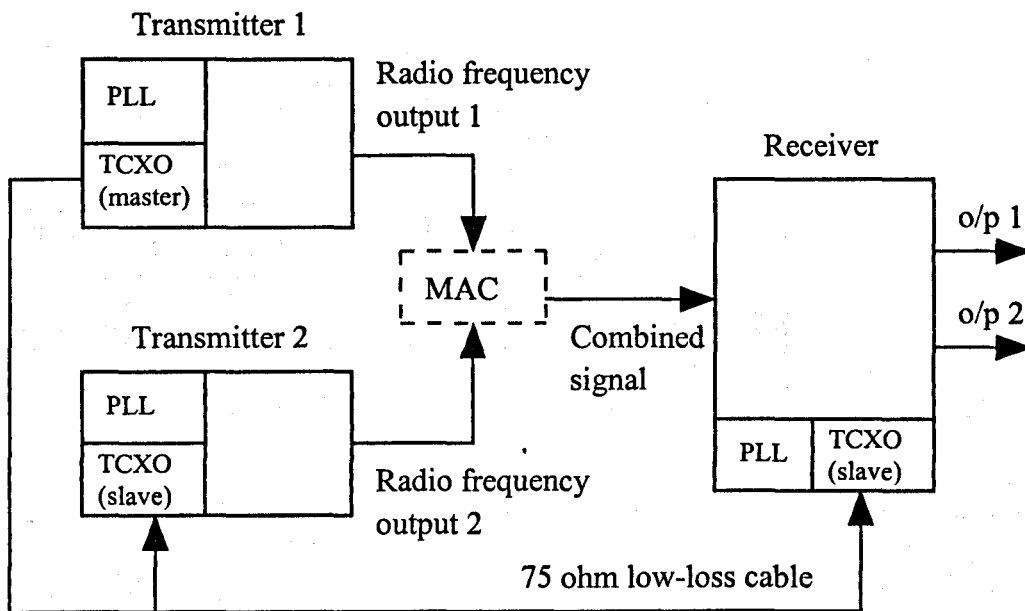 Transmitter 1
PLL
TCXO
(master)
Radio frequency
output 1
MAC
Combined
signal
Receiver
o/p 1
o/p 2
PLL
TCXO
(slave)
Transmitter 2
PLL
TCXO
(slave)
Radio frequency
output 2
75 ohm low-loss cable